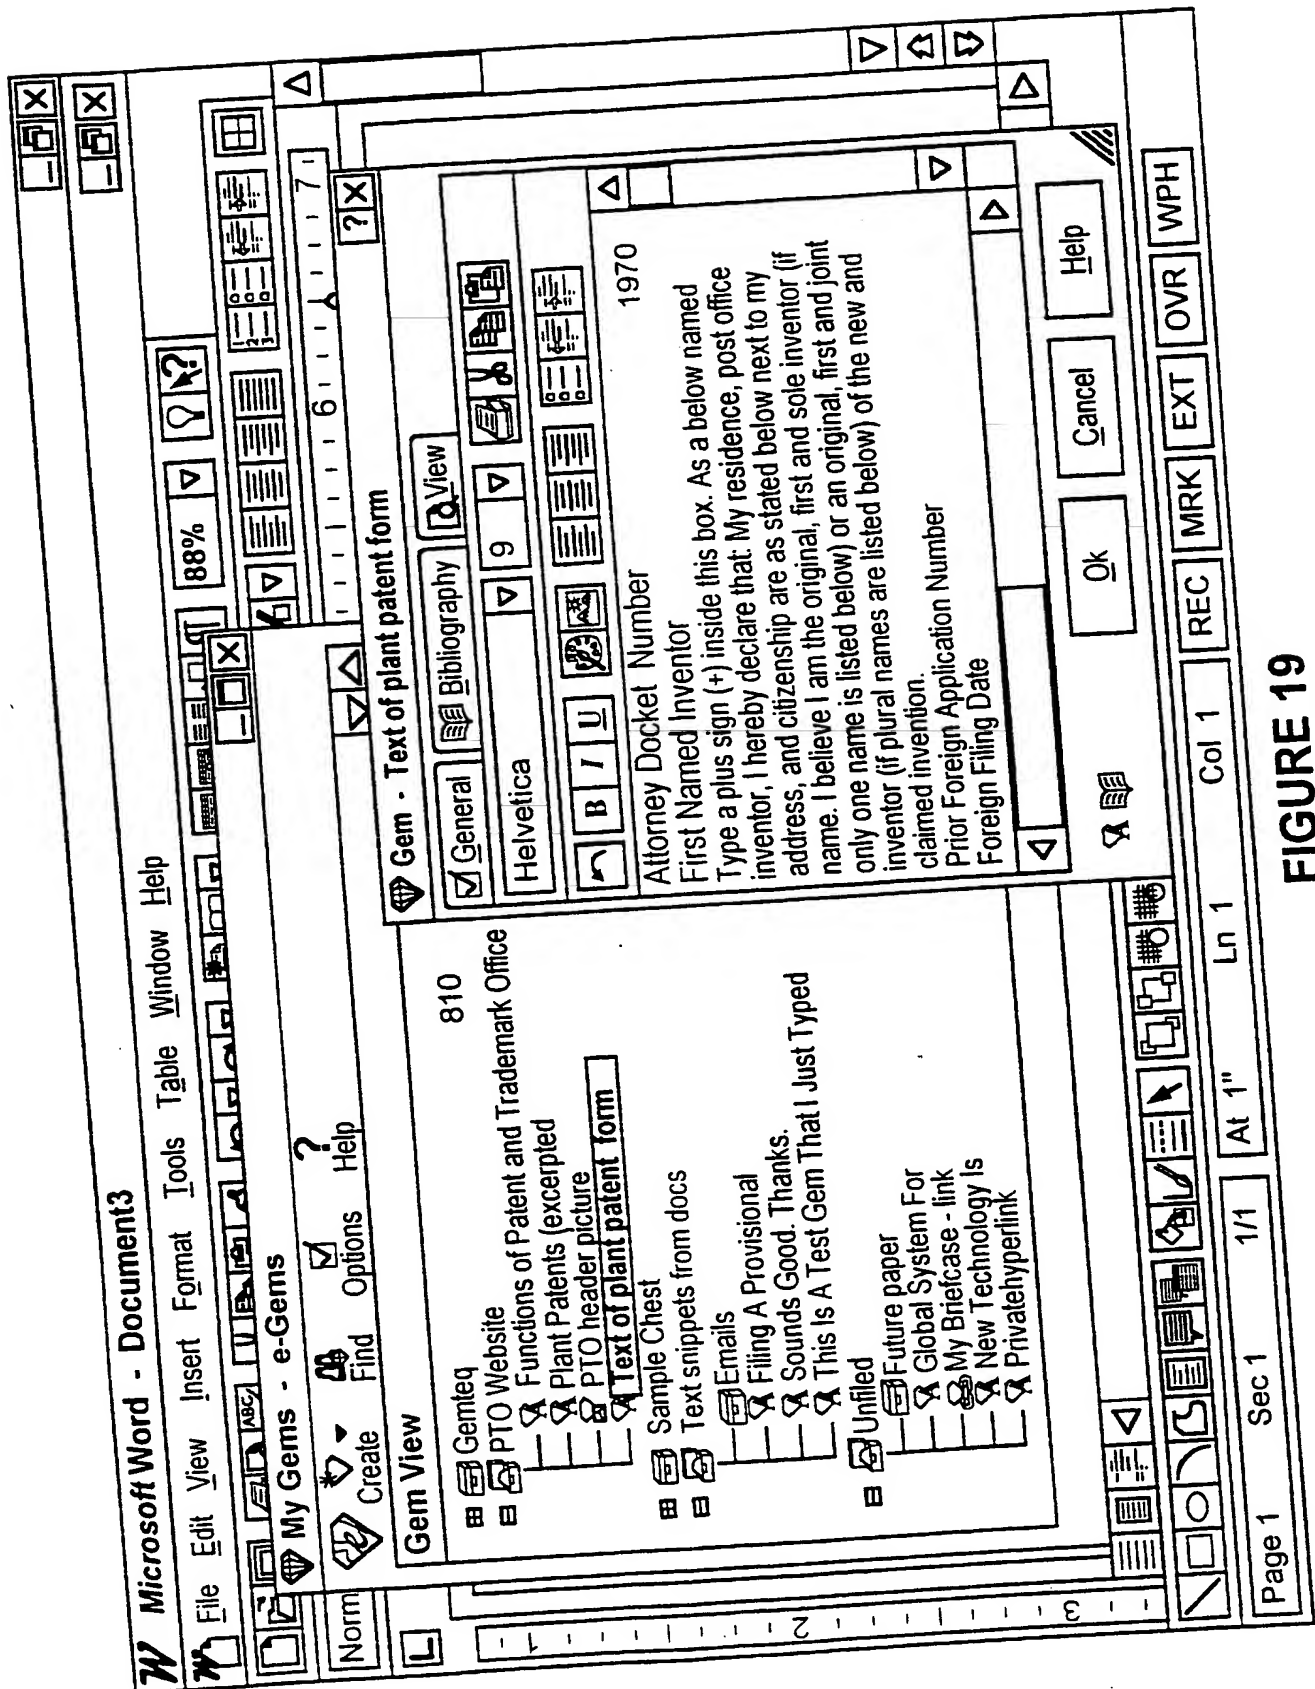 Microsoft Word - Document3
File Edit View Insert Format Tools Table Window Help
ABC
88%
?
Norm
6 7
L
My Gems - e-Gems
Create Find Options Help
?
Gem View
810
Gemteq
PTO Website
Functions of Patent and Trademark Office
Plant Patents (excerpted
PTO header picture
Text of plant patent form
Sample Chest
Text snippets from docs
Emails
Filing A Provisional
Sounds Good. Thanks.
This Is A Test Gem That I Just Typed
Unfiled
Future paper
Global System For
My Briefcase - link
New Technology Is
Privatehyperlink
Gem - Text of plant patent form
? X
General Bibliography View
Helvetica 9
B I U
1970
Attorney Docket Number
First Named Inventor
Type a plus sign (+) inside this box. As a below named
inventor, I hereby declare that: My residence, post office
address, and citizenship are as stated below next to my
name. I believe I am the original, first and sole inventor (if
only one name is listed below) or an original, first and joint
inventor (if plural names are listed below) of the new and
claimed invention.
Prior Foreign Application Number
Foreign Filing Date
Ok Cancel Help
1 2 3
Page 1 Sec 1 1/1 At 1" Ln 1 Col 1 REC MRK EXT OVR WPH
FIGURE 19